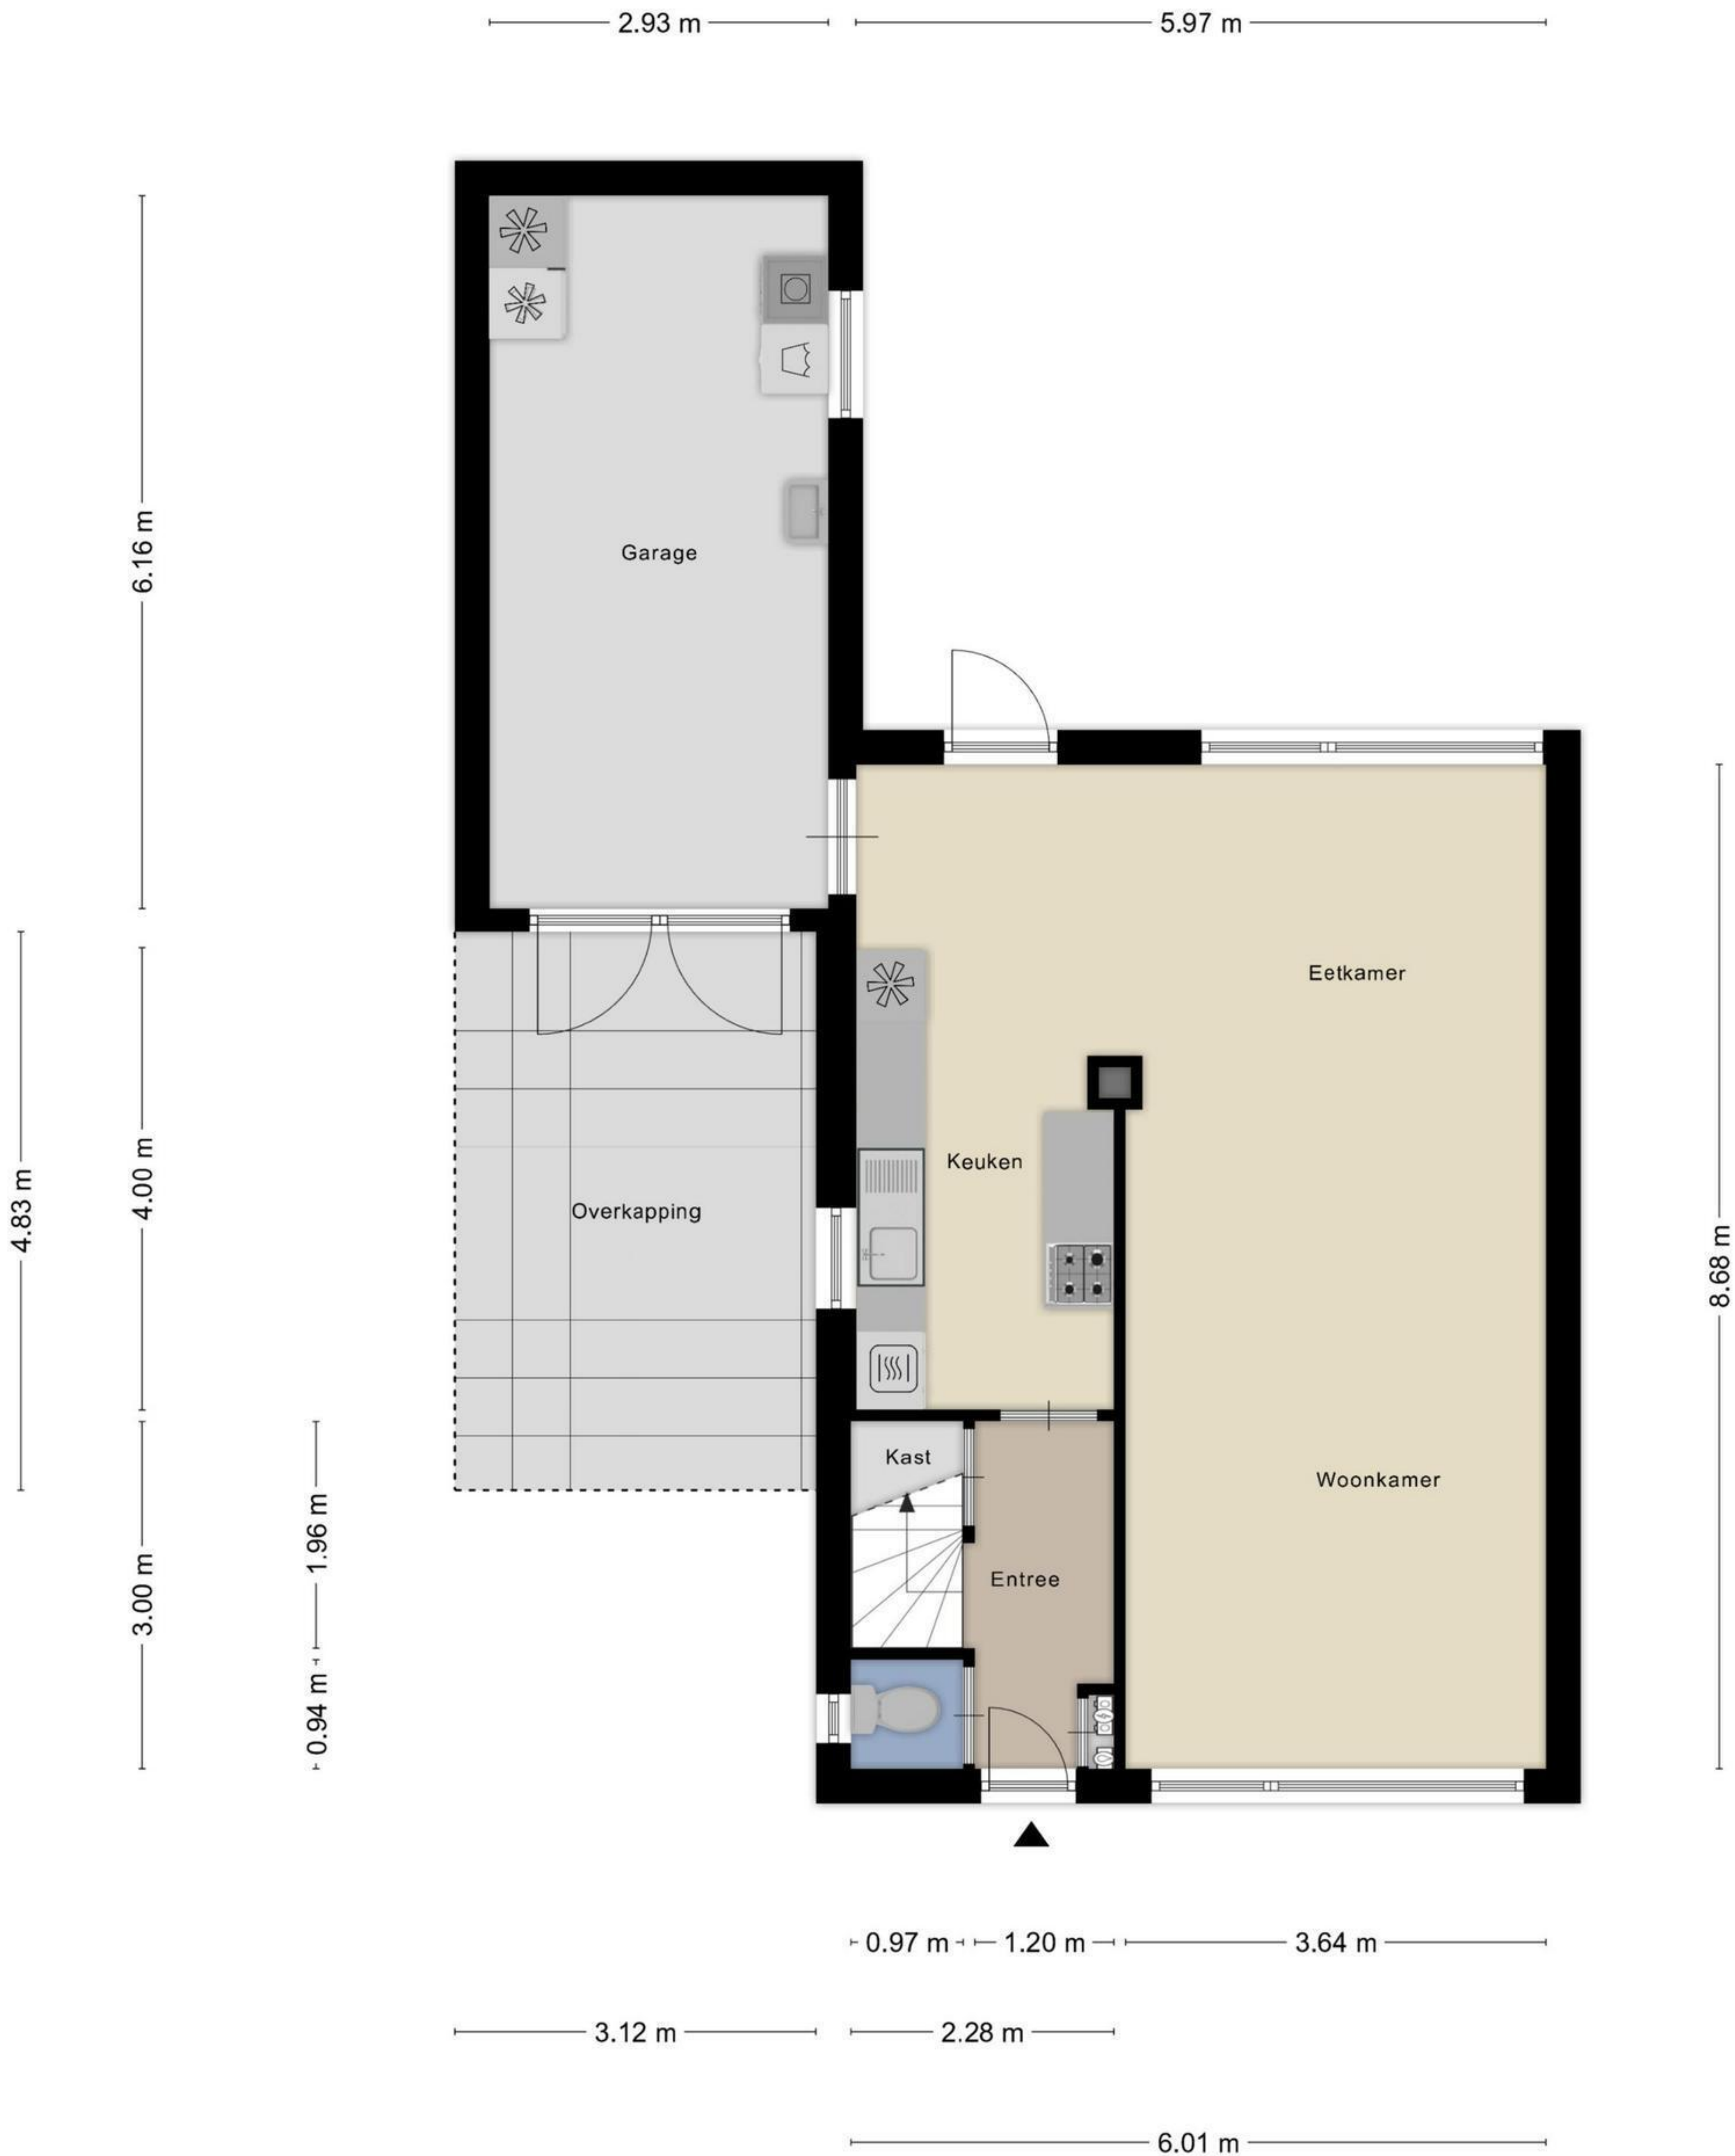 2.93 m
5.97 m
6.16 m
Garage
Eetkamer
Keuken
4.00 m
4.83 m
Overkapping
8.68 m
Kast
Woonkamer
1.96 m
Entree
3.00 m
0.94 m
0.97 m
1.20 m
3.64 m
3.12 m
2.28 m
6.01 m